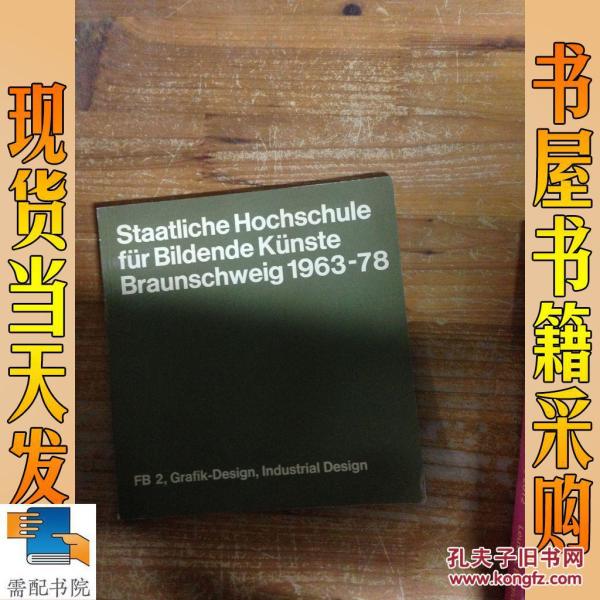 现货当天发
书屋书籍采购
Staatliche Hochschule
für Bildende Künste
Braunschweig 1963-78
FB 2, Grafik-Design, Industrial Design
需配书院
孔夫子旧书网
www.kongfz.com